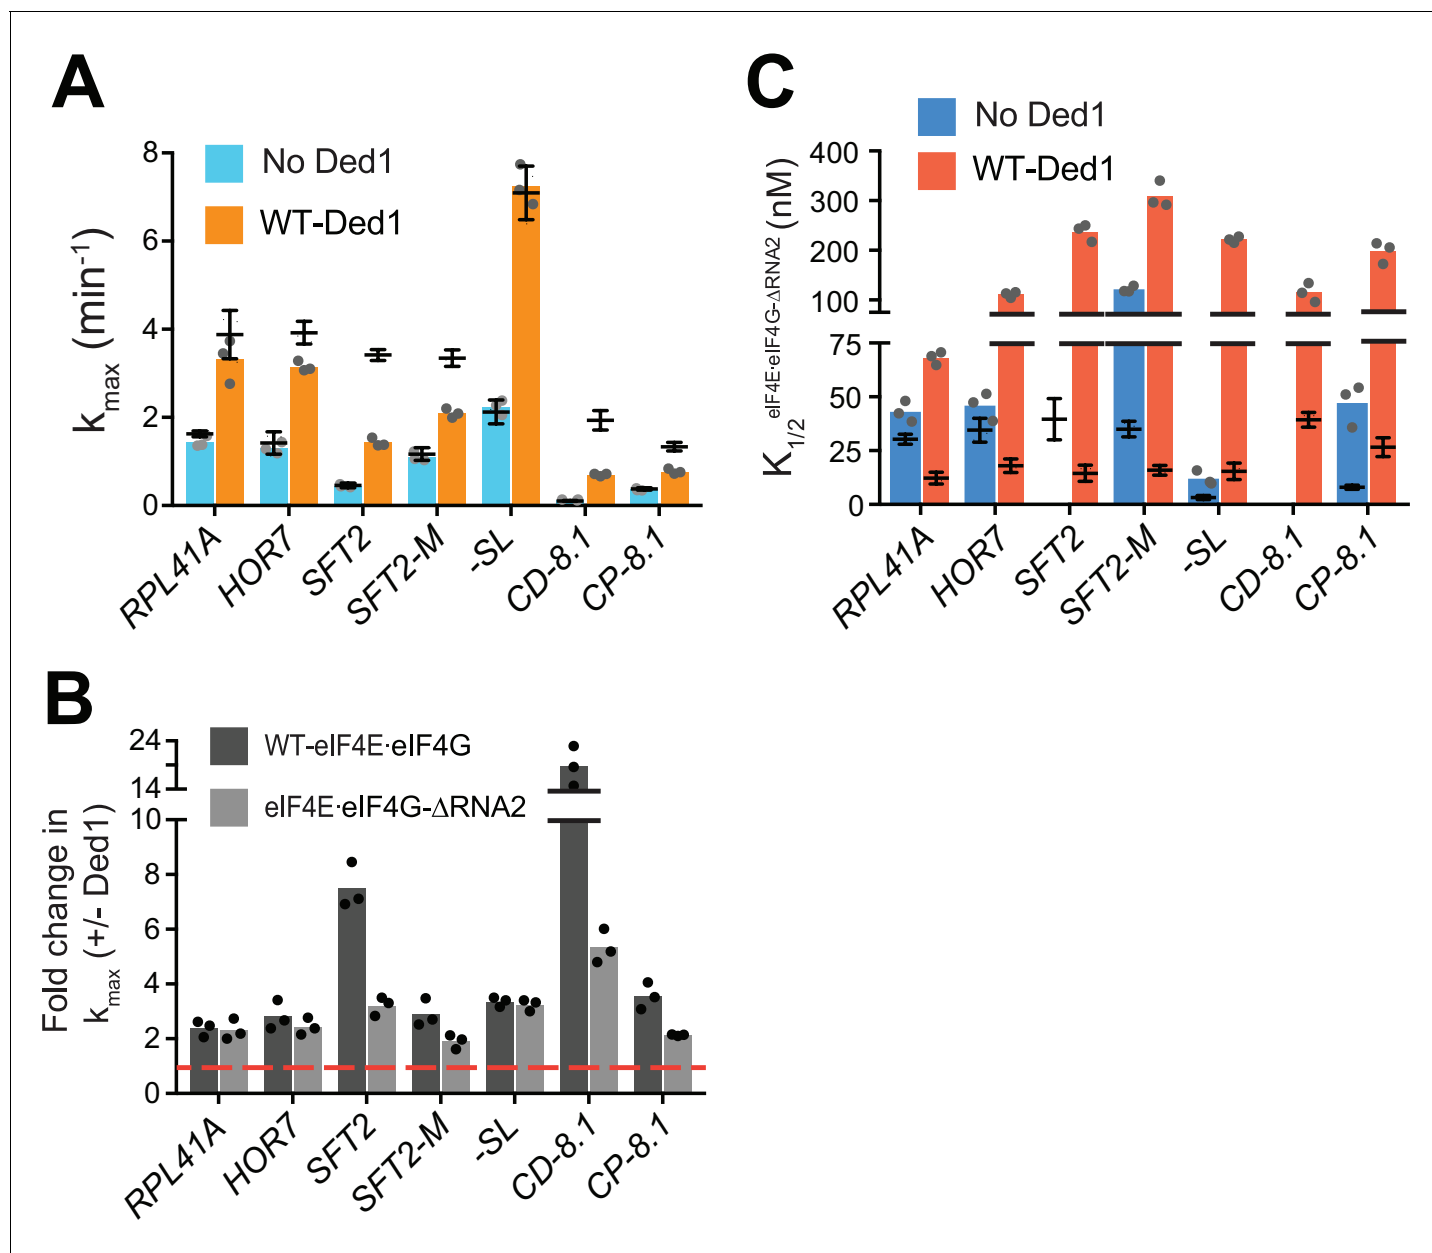 A
No Ded1
WT-Ded1
kmax (min-1)
8
6
4
2
0
RPL41A
HOR7
SFT2
SFT2-M
-SL
CD-8.1
CP-8.1
C
No Ded1
WT-Ded1
K1/2 eIF4E·eIF4G-ΔRNA2 (nM)
400
300
200
100
75
50
25
0
RPL41A
HOR7
SFT2
SFT2-M
-SL
CD-8.1
CP-8.1
B
WT-eIF4E·eIF4G
eIF4E·eIF4G-ΔRNA2
Fold change in
kmax (+/- Ded1)
24
14
10
8
6
4
2
0
RPL41A
HOR7
SFT2
SFT2-M
-SL
CD-8.1
CP-8.1